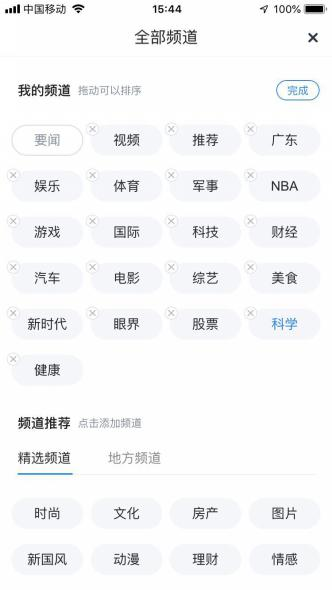 中国移动 15:44 100%
全部频道
我的频道 拖动可以排序 完成
要闻 视频 推荐 广东
娱乐 体育 军事 NBA
游戏 国际 科技 财经
汽车 电影 综艺 美食
新时代 眼界 股票 科学
健康
频道推荐 点击添加频道
精选频道 地方频道
时尚 文化 房产 图片
新国风 动漫 理财 情感